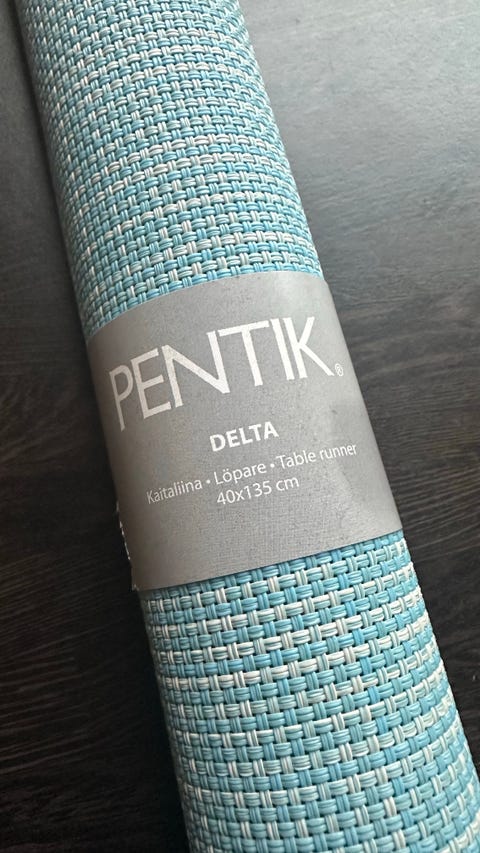 PENTIK®
DELTA
Kaitaliina • Löpare • Table runner
40x135 cm